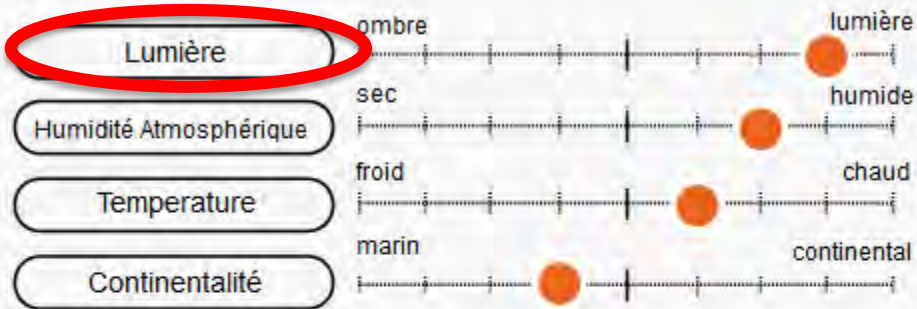 ombre lumière
Lumière
sec humide
Humidité Atmosphérique
froid chaud
Temperature
marin continental
Continentalité